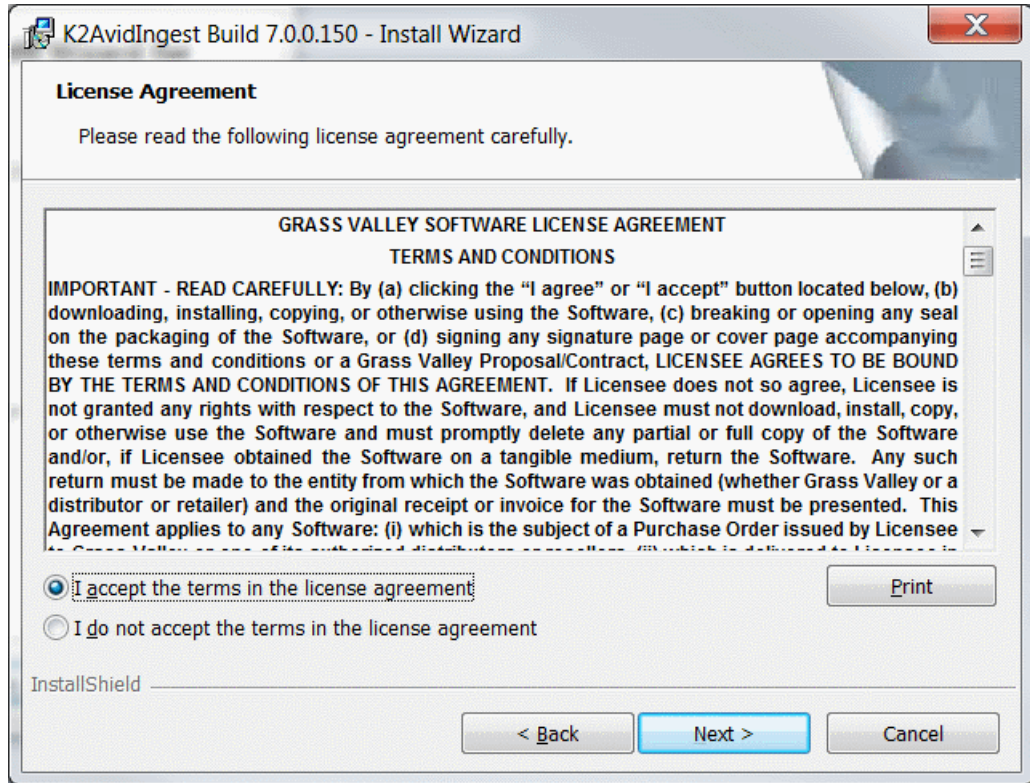 K2AvidIngest Build 7.0.0.150 - Install Wizard
License Agreement
Please read the following license agreement carefully.
GRASS VALLEY SOFTWARE LICENSE AGREEMENT
TERMS AND CONDITIONS
IMPORTANT - READ CAREFULLY: By (a) clicking the “I agree” or “I accept” button located below, (b)
downloading, installing, copying, or otherwise using the Software, (c) breaking or opening any seal
on the packaging of the Software, or (d) signing any signature page or cover page accompanying
these terms and conditions or a Grass Valley Proposal/Contract, LICENSEE AGREES TO BE BOUND
BY THE TERMS AND CONDITIONS OF THIS AGREEMENT. If Licensee does not so agree, Licensee is
not granted any rights with respect to the Software, and Licensee must not download, install, copy,
or otherwise use the Software and must promptly delete any partial or full copy of the Software
and/or, if Licensee obtained the Software on a tangible medium, return the Software. Any such
return must be made to the entity from which the Software was obtained (whether Grass Valley or a
distributor or retailer) and the original receipt or invoice for the Software must be presented. This
Agreement applies to any Software: (i) which is the subject of a Purchase Order issued by Licensee
I accept the terms in the license agreement
Print
I do not accept the terms in the license agreement
InstallShield
< Back
Next >
Cancel